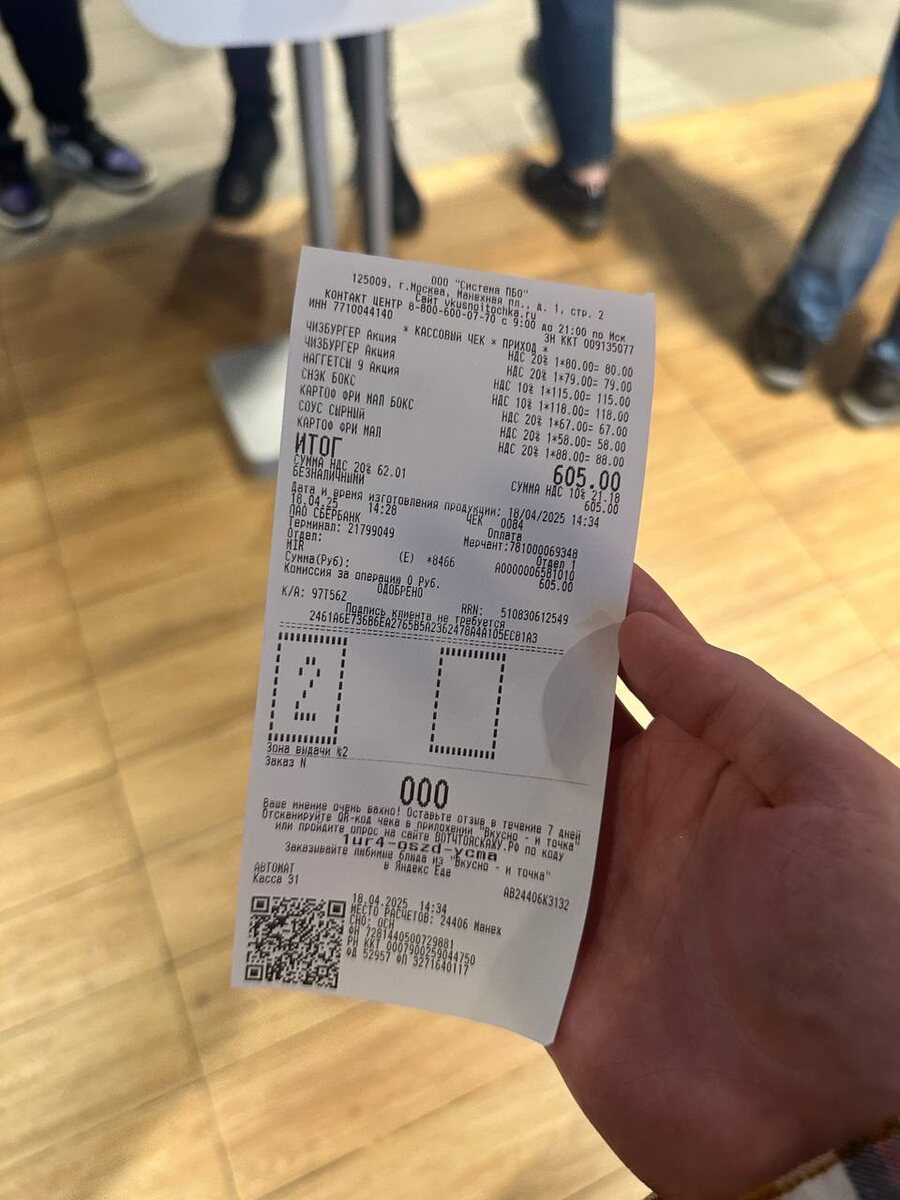 ООО "Система ПБО"
125009, г.Москва, Манежная пл., д. 1, стр. 2
Сайт vkusnoitochka.ru
КОНТАКТ ЦЕНТР 8-800-600-07-70 с 9:00 до 21:00 по Мск
ИНН 7710044140 ЗН ККТ 009135077
* КАССОВЫЙ ЧЕК * ПРИХОД *
ЧИЗБУРГЕР Акция НДС 20% 1*80.00= 80.00
ЧИЗБУРГЕР Акция НДС 20% 1*79.00= 79.00
НАГГЕТСЫ 9 Акция НДС 10% 1*115.00= 115.00
СНЭК БОКС НДС 10% 1*118.00= 118.00
КАРТОФ ФРИ МАЛ БОКС НДС 20% 1*67.00= 67.00
СОУС СЫРНЫЙ НДС 20% 1*58.00= 58.00
КАРТОФ ФРИ МАЛ НДС 20% 1*88.00= 88.00
ИТОГ 605.00
СУММА НДС 20% 62.01 СУММА НДС 10% 21.18
БЕЗНАЛИЧНЫМИ 605.00
Дата и время изготовления продукции: 18/04/2025 14:34
18.04.25 14:28 ЧЕК 0084
ПАО СБЕРБАНК Оплата
Терминал: 21799049 Мерчант:781000069348
Отдел: Отдел 1
MIR A0000006581010
(E) *8466
Сумма(Руб): 605.00
Комиссия за операцию 0 Руб.
ОДОБРЕНО
К/А: 97T56Z RRN: 510830612549
Подпись клиента не требуется
2461A6E736B6EA2765B5A2362478A4A105EC81A3
2
Зона выдачи №2
Заказ N
000
Ваше мнение очень важно! Оставьте отзыв в течение 7 дней
Отсканируйте QR-код чека в приложении "Вкусно - и точка"
или пройдите опрос на сайте ВОТЧТОЯСКАЖУ.РФ по коду
1ur4-qszd-ycma
Заказывайте любимые блюда из "Вкусно - и точка"
в Яндекс Еде
АВТОМАТ AB24406K3132
Касса 31
18.04.2025 14:34
МЕСТО РАСЧЕТОВ: 24406 Манеж
СНО: ОСН
ФН 7281440500729881
РН ККТ 0007900259044750
ФД 52957 ФП 3271640117